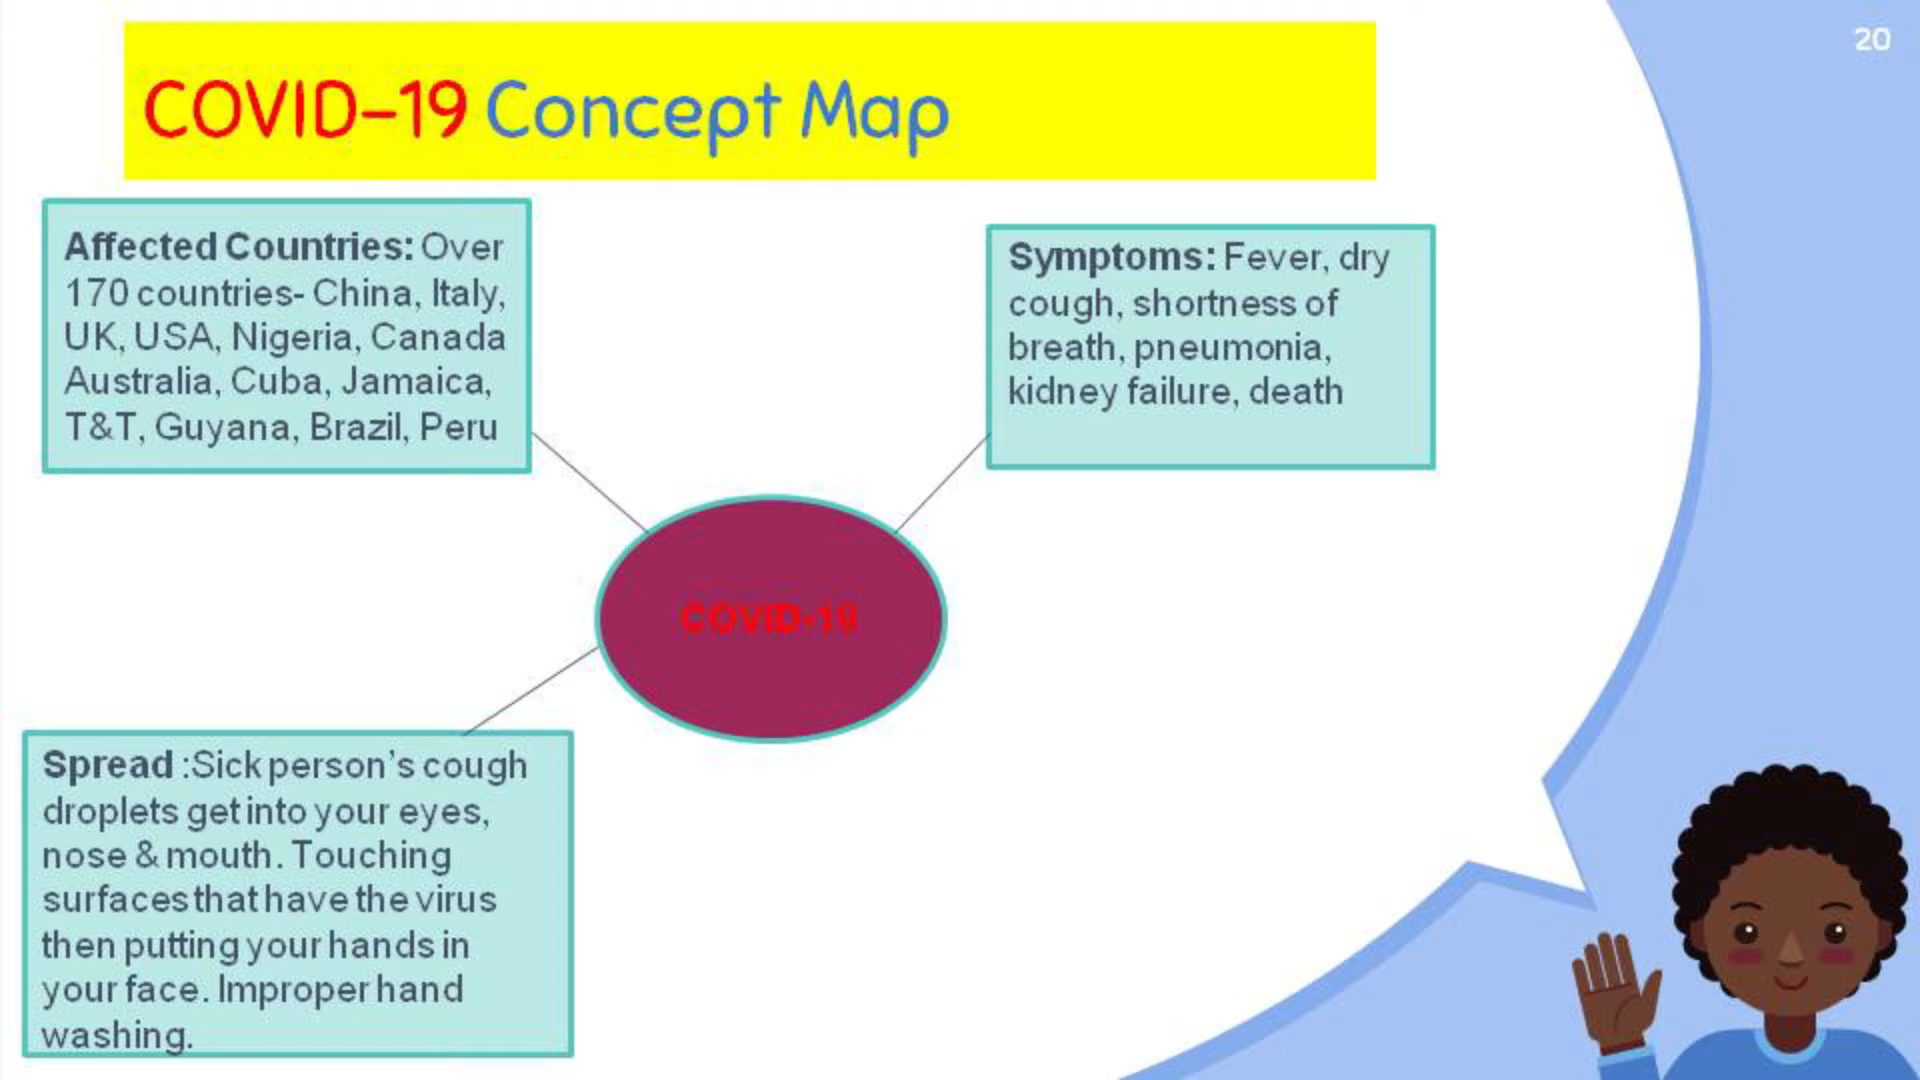 20
COVID-19 Concept Map
Affected Countries: Over
170 countries- China, Italy,
UK, USA, Nigeria, Canada
Australia, Cuba, Jamaica,
T&T, Guyana, Brazil, Peru
Symptoms: Fever, dry
cough, shortness of
breath, pneumonia,
kidney failure, death
COVID-19
Spread :Sick person's cough
droplets get into your eyes,
nose & mouth. Touching
surfaces that have the virus
then putting your hands in
your face. Improper hand
washing.